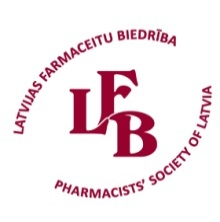 LATVIJAS FARMACEITU BIEDRĪBA
LFB
PHARMACISTS' SOCIETY OF LATVIA